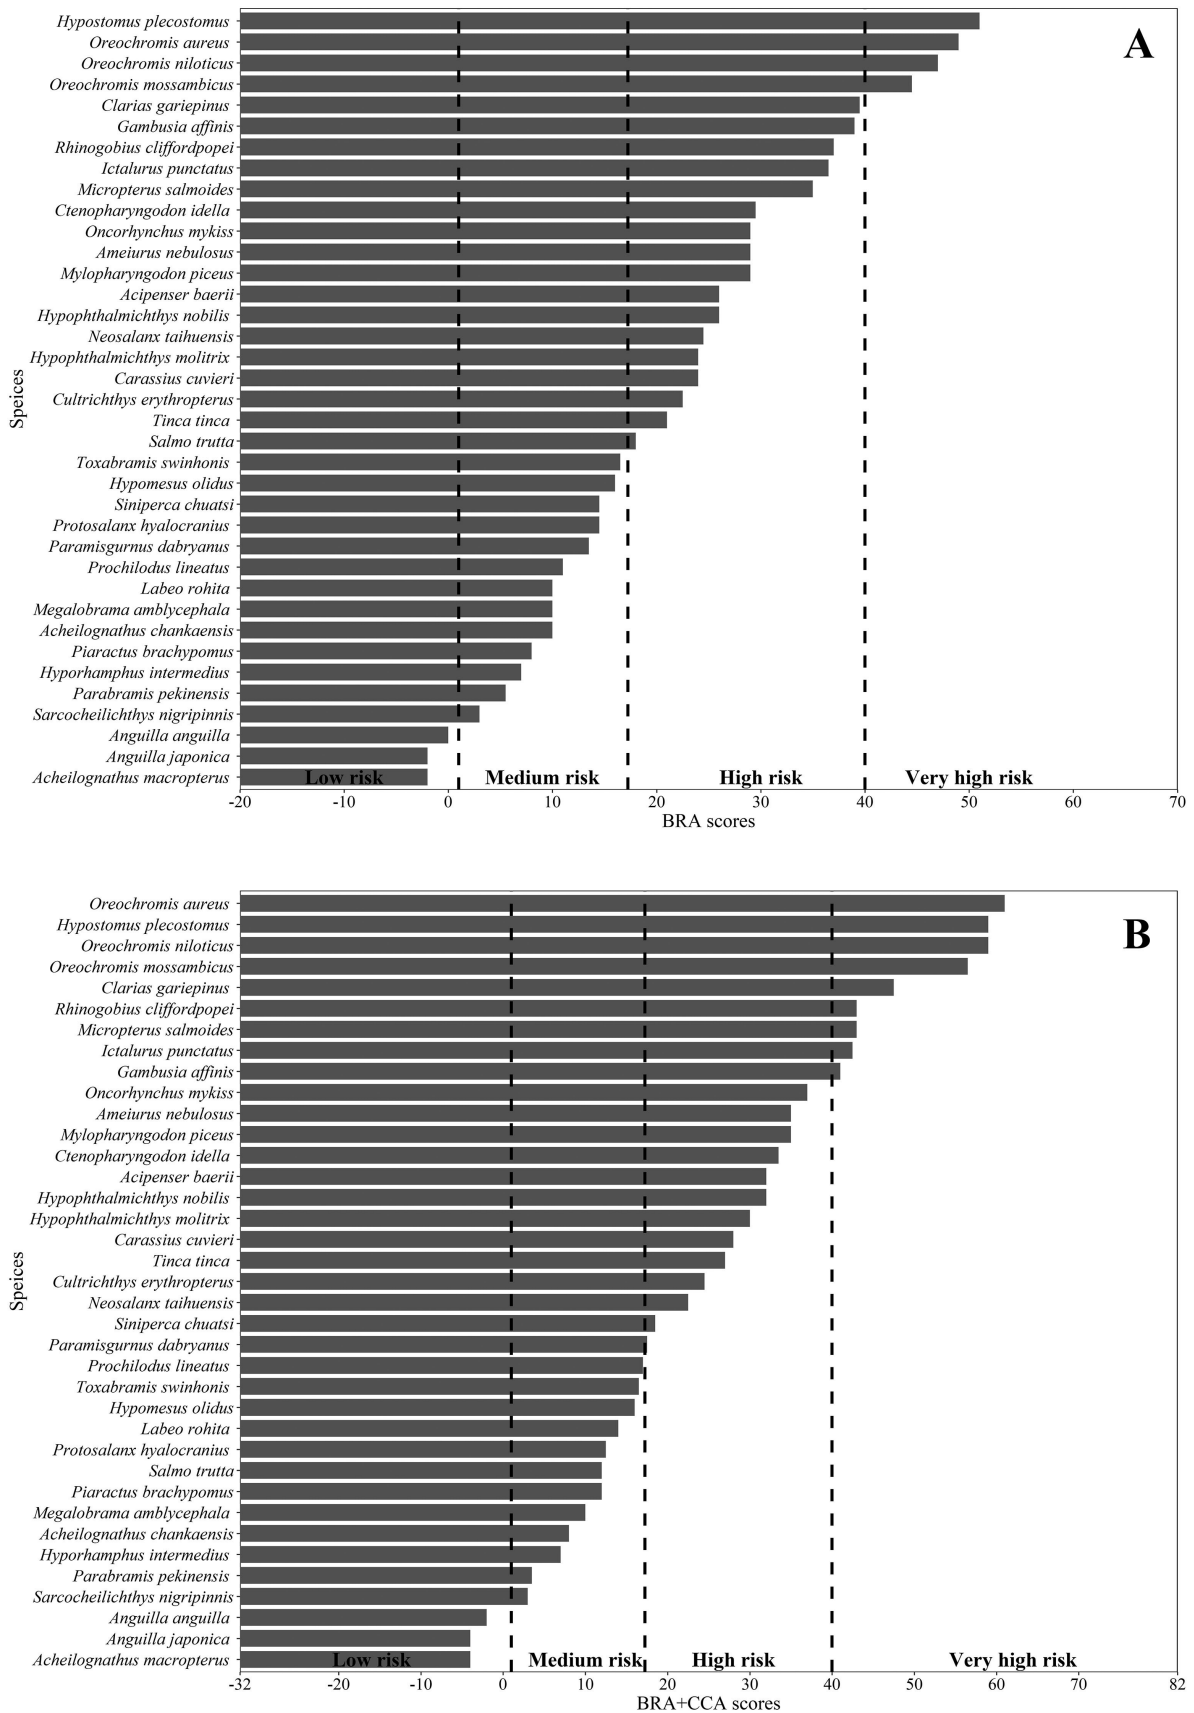 A
Hypostomus plecostomus
Oreochromis aureus
Oreochromis niloticus
Oreochromis mossambicus
Clarias gariepinus
Gambusia affinis
Rhinogobius cliffordpopei
Ictalurus punctatus
Micropterus salmoides
Ctenopharyngodon idella
Oncorhynchus mykiss
Ameiurus nebulosus
Mylopharyngodon piceus
Acipenser baerii
Hypophthalmichthys nobilis
Neosalanx taihuensis
Hypophthalmichthys molitrix
Carassius cuvieri
Cultrichthys erythropterus
Tinca tinca
Salmo trutta
Toxabramis swinhonis
Hypomesus olidus
Siniperca chuatsi
Protosalanx hyalocranius
Paramisgurnus dabryanus
Prochilodus lineatus
Labeo rohita
Megalobrama amblycephala
Acheilognathus chankaensis
Piaractus brachypomus
Hyporhamphus intermedius
Parabramis pekinensis
Sarcocheilichthys nigripinnis
Anguilla anguilla
Anguilla japonica
Acheilognathus macropterus
Speices
Low risk Medium risk High risk Very high risk
-20 -10 0 10 20 30 40 50 60 70
BRA scores
B
Oreochromis aureus
Hypostomus plecostomus
Oreochromis niloticus
Oreochromis mossambicus
Clarias gariepinus
Rhinogobius cliffordpopei
Micropterus salmoides
Ictalurus punctatus
Gambusia affinis
Oncorhynchus mykiss
Ameiurus nebulosus
Mylopharyngodon piceus
Ctenopharyngodon idella
Acipenser baerii
Hypophthalmichthys nobilis
Hypophthalmichthys molitrix
Carassius cuvieri
Tinca tinca
Cultrichthys erythropterus
Neosalanx taihuensis
Siniperca chuatsi
Paramisgurnus dabryanus
Prochilodus lineatus
Toxabramis swinhonis
Hypomesus olidus
Labeo rohita
Protosalanx hyalocranius
Salmo trutta
Piaractus brachypomus
Megalobrama amblycephala
Acheilognathus chankaensis
Hyporhamphus intermedius
Parabramis pekinensis
Sarcocheilichthys nigripinnis
Anguilla anguilla
Anguilla japonica
Acheilognathus macropterus
Speices
Low risk Medium risk High risk Very high risk
-32 -20 -10 0 10 20 30 40 50 60 70 82
BRA+CCA scores